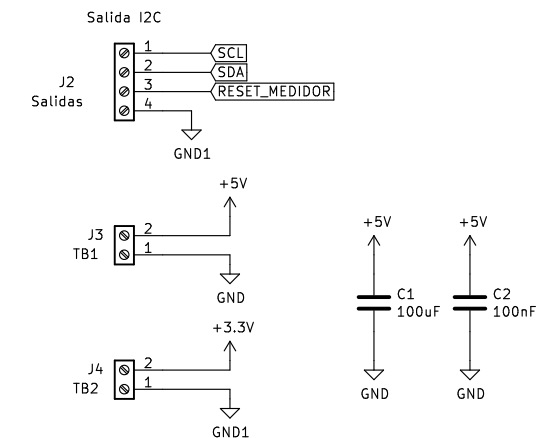 Salida I2C
J2
Salidas
1
SCL
2
SDA
3
RESET_MEDIDOR
4
GND1
+5V
J3
TB1
2
1
GND
+3.3V
J4
TB2
2
1
GND1
+5V
C1
100uF
GND
+5V
C2
100nF
GND